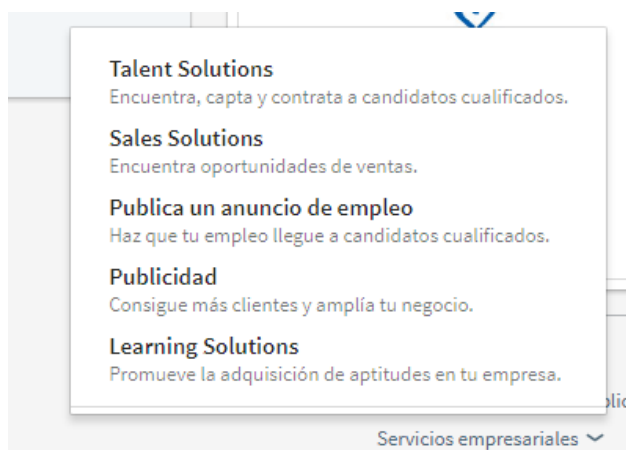 Talent Solutions
Encuentra, capta y contrata a candidatos cualificados.
Sales Solutions
Encuentra oportunidades de ventas.
Publica un anuncio de empleo
Haz que tu empleo llegue a candidatos cualificados.
Publicidad
Consigue más clientes y amplía tu negocio.
Learning Solutions
Promueve la adquisición de aptitudes en tu empresa.
Servicios empresariales